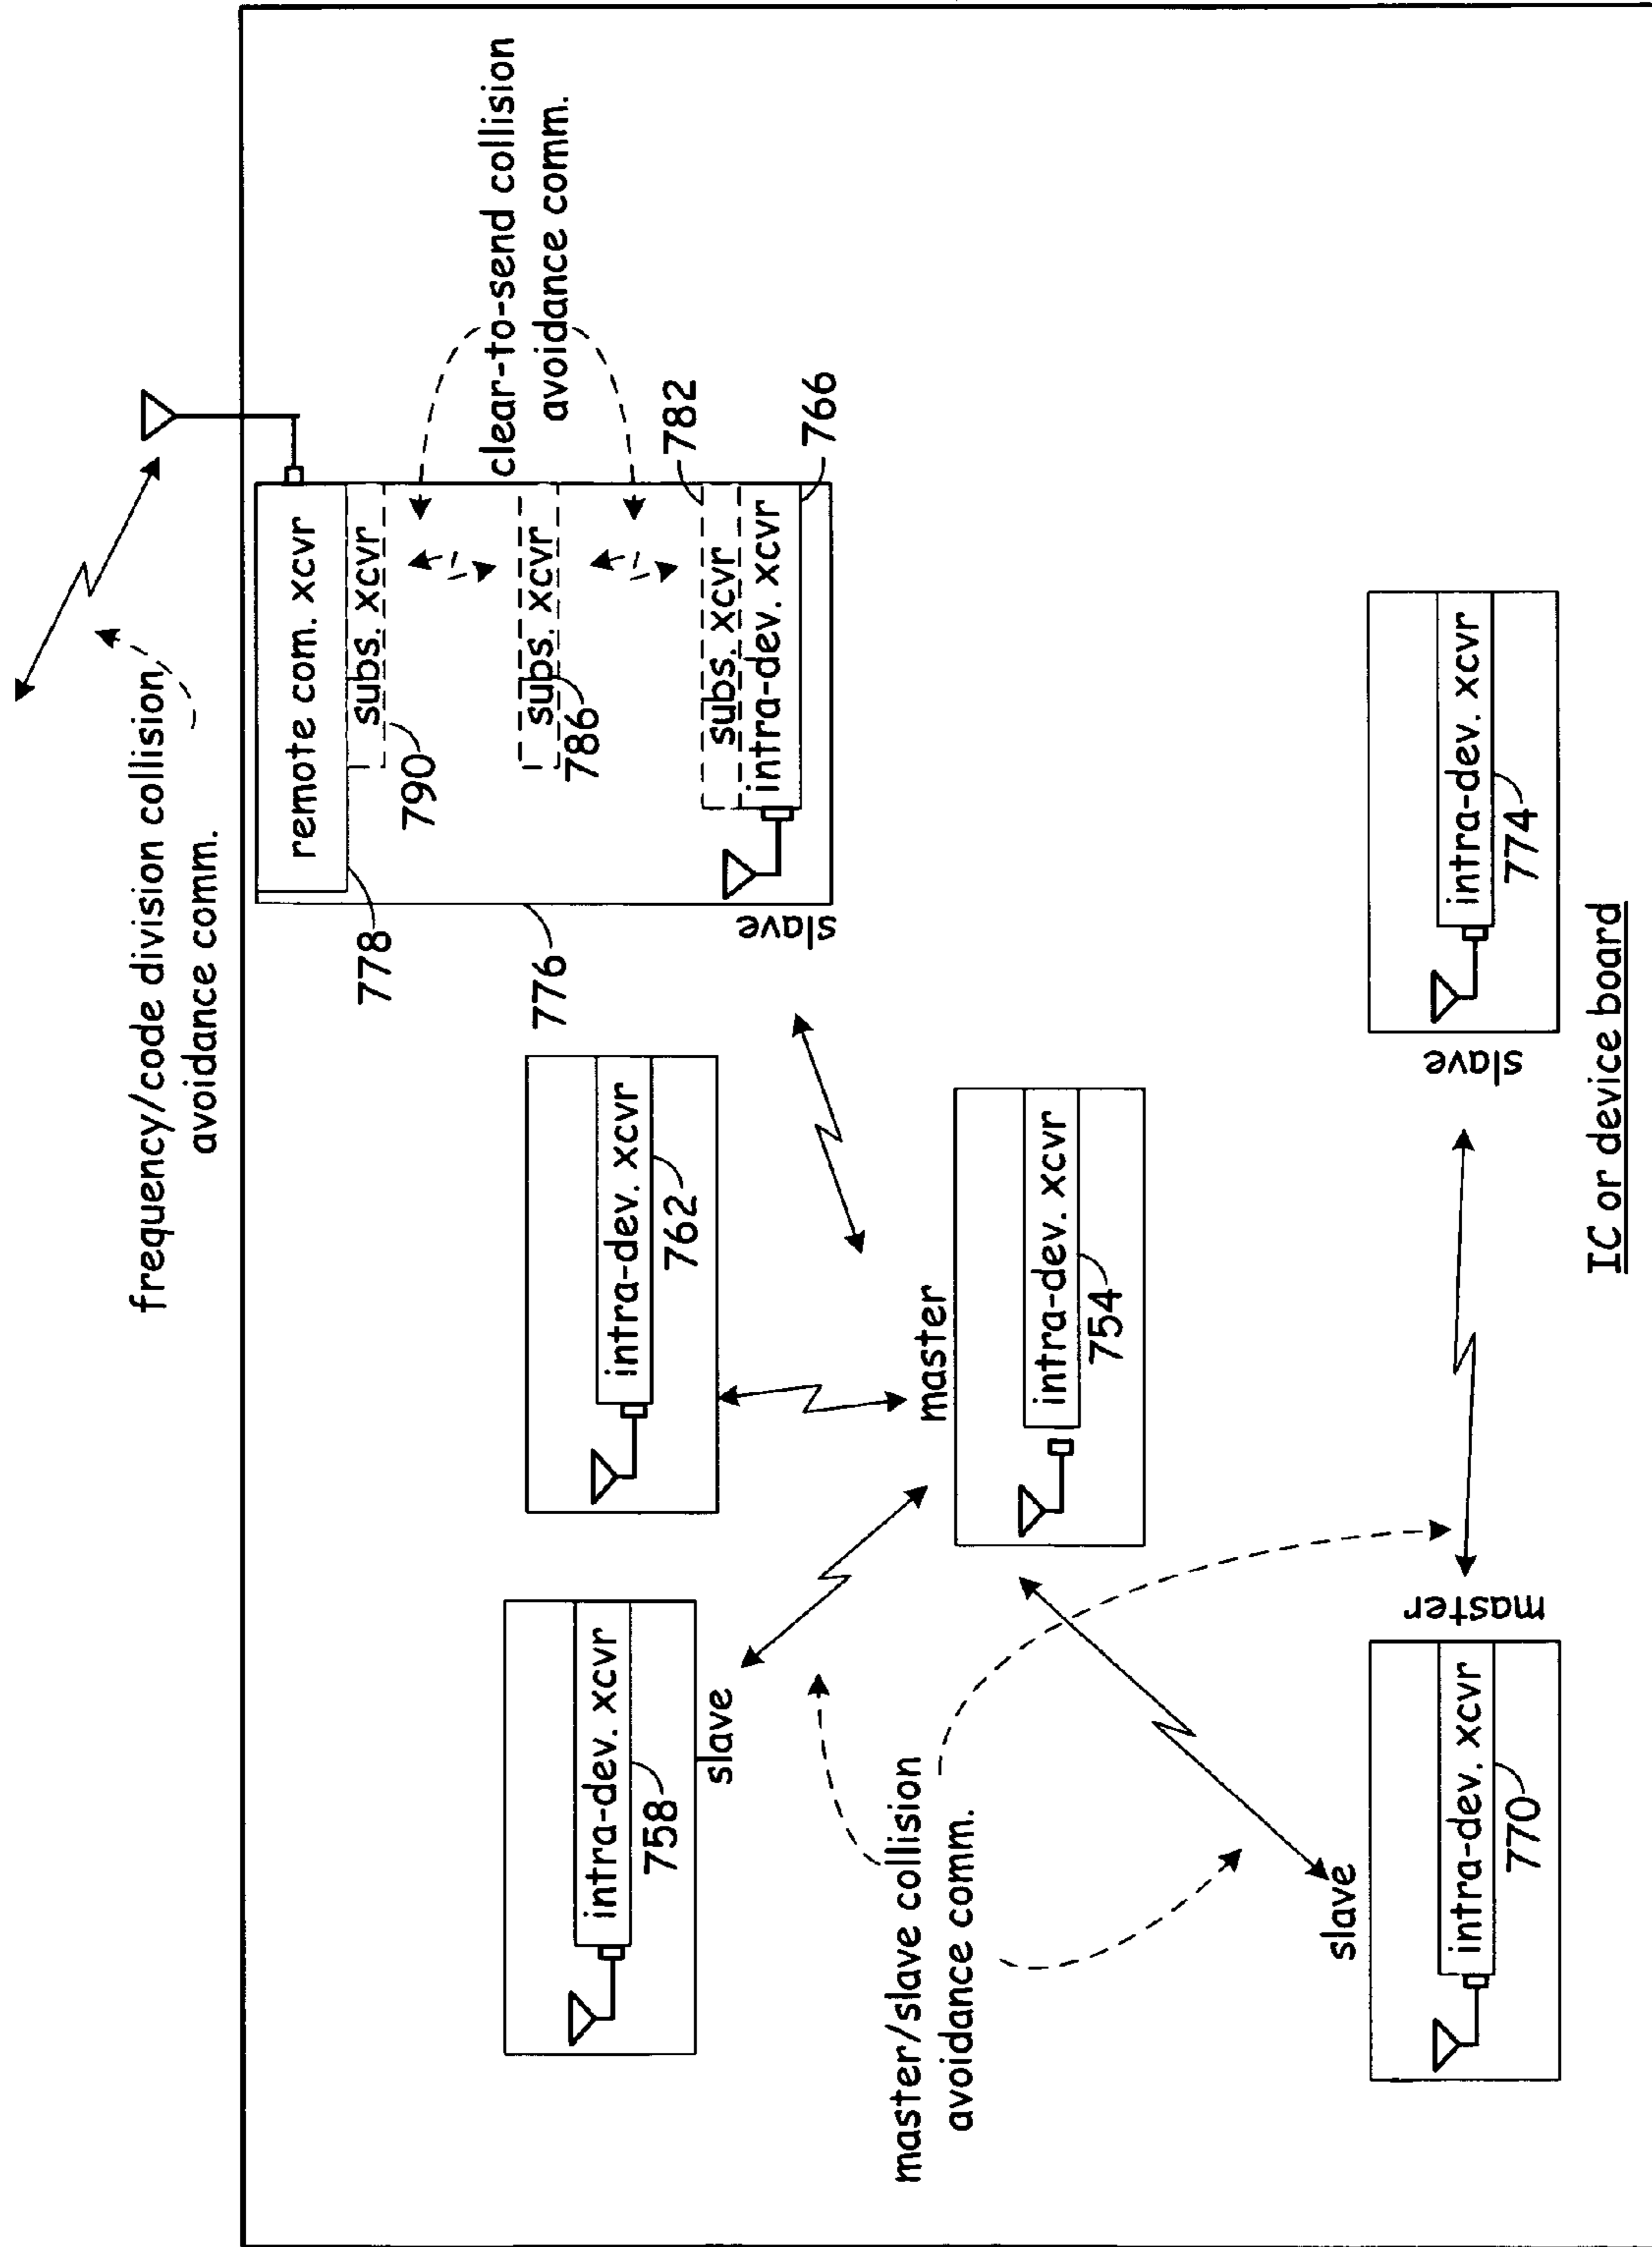 frequency/code division collision
avoidance comm.
remote com. xcvr
subs. xcvr
790
778
clear-to-send collision
avoidance comm.
subs. xcvr
786
776
782
subs. xcvr
intra-dev. xcvr
766
slave
intra-dev. xcvr
762
intra-dev. xcvr
758
slave
master
intra-dev. xcvr
754
master/slave collision
avoidance comm.
slave
intra-dev. xcvr
770
master
slave
intra-dev. xcvr
774
IC or device board